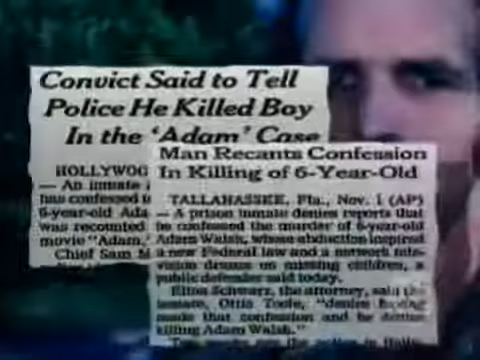 Convict Said to Tell
Police He Killed Boy
In the 'Adam' Case
HOLLYWOO
— An inmate
has confessed
6-year-old Ada
was recounted
movie "Adam,"
Chief Sam M
Man Recants Confession
In Killing of 6-Year-Old
TALLAHASSEE, Fla., Nov. 1 (AP)
— A prison inmate denies reports that
he confessed the murder of 6-year-old
Adam Walsh, whose abduction inspired
a new Federal law and a network tele-
vision drama on missing children, a
public defender said today.
Elton Schwarz, the attorney, said the
inmate, Ottis Toole, "denies having
made that confession and he denies
killing Adam Walsh."